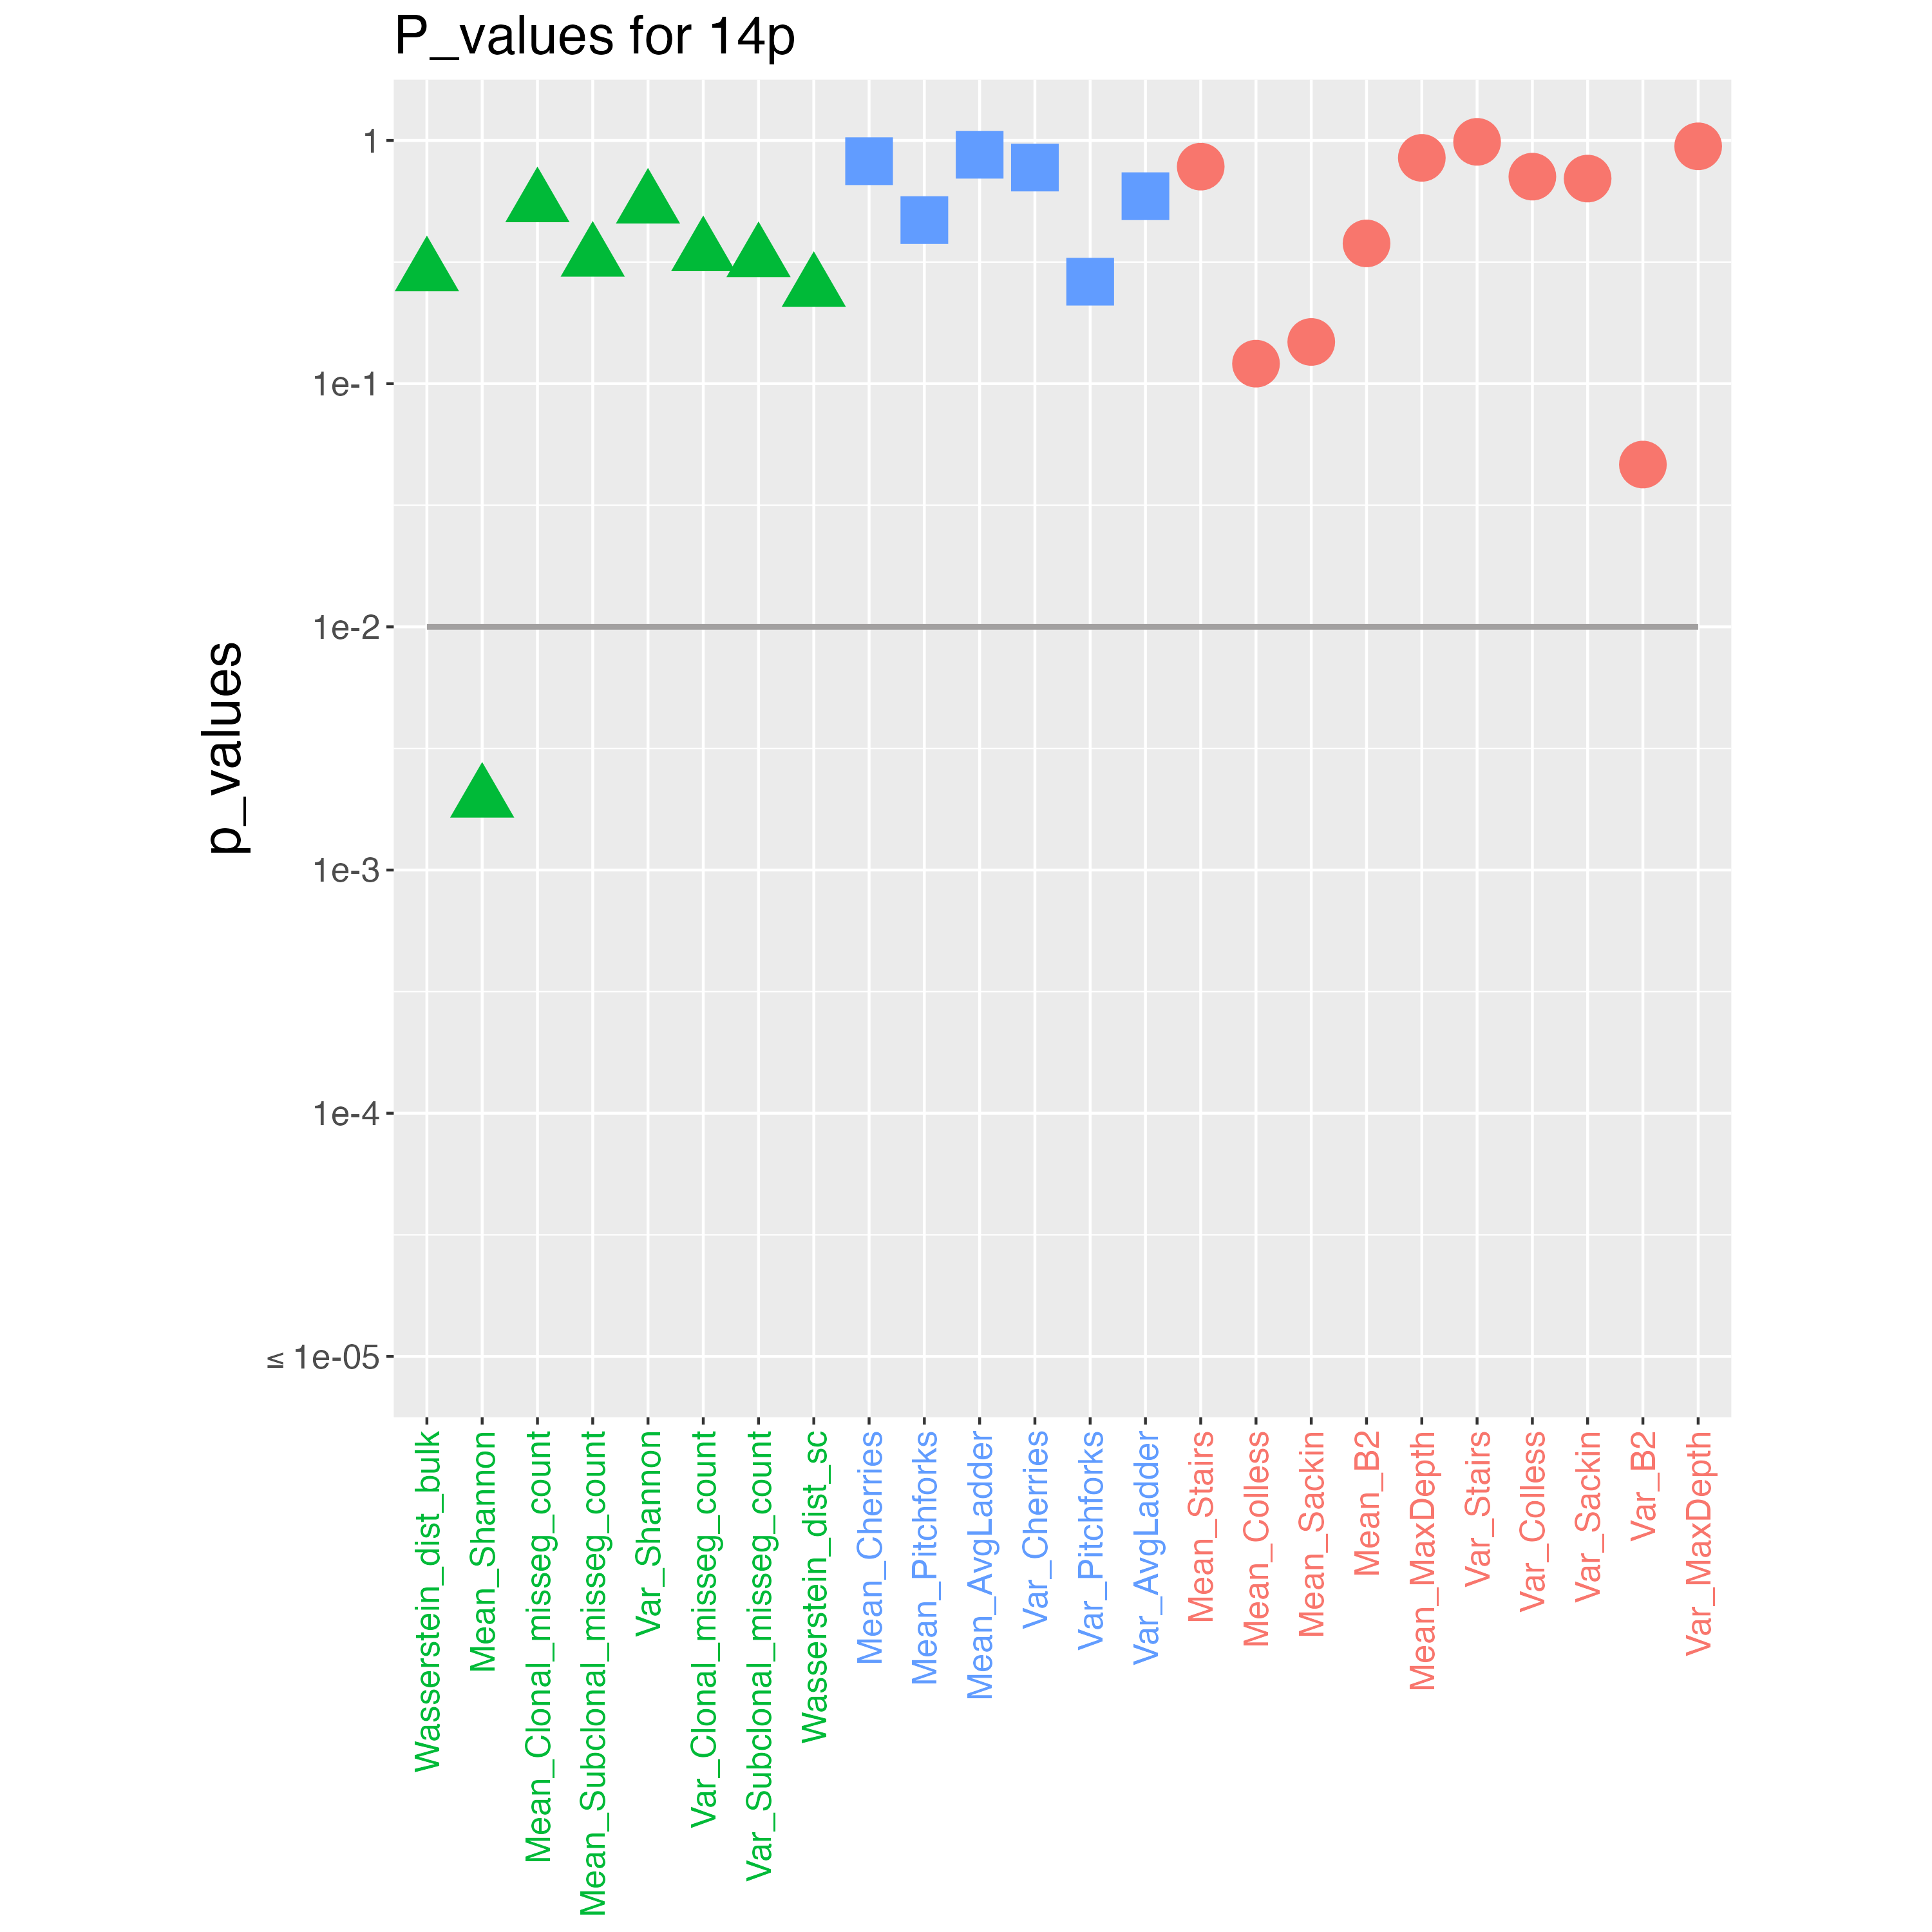 P_values for 14p
p_values
1
1e-1
1e-2
1e-3
1e-4
≤ 1e-05
Wasserstein_dist_bulk
Mean_Shannon
Mean_Clonal_misseg_count
Mean_Subclonal_misseg_count
Var_Shannon
Var_Clonal_misseg_count
Var_Subclonal_misseg_count
Wasserstein_dist_sc
Mean_Cherries
Mean_Pitchforks
Mean_AvgLadder
Var_Cherries
Var_Pitchforks
Var_AvgLadder
Mean_Stairs
Mean_Colless
Mean_Sackin
Mean_B2
Mean_MaxDepth
Var_Stairs
Var_Colless
Var_Sackin
Var_B2
Var_MaxDepth